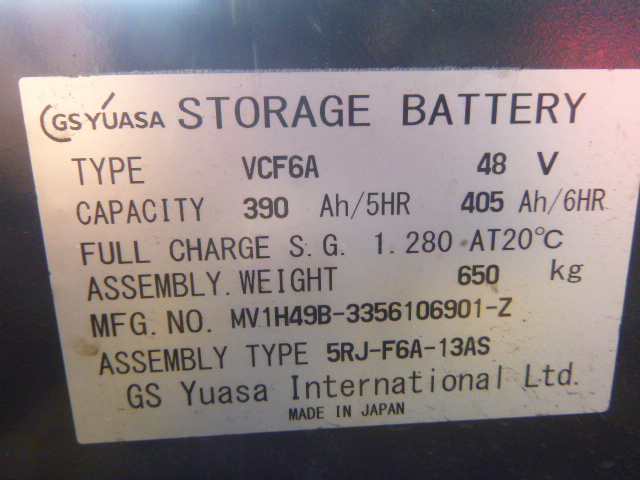 GS YUASA STORAGE BATTERY
TYPE VCF6A 48 V
CAPACITY 390 Ah/5HR 405 Ah/6HR
FULL CHARGE S.G. 1.280 AT20℃
ASSEMBLY.WEIGHT 650 kg
MFG.NO. MV1H49B-3356106901-Z
ASSEMBLY TYPE 5RJ-F6A-13AS
GS Yuasa International Ltd.
MADE IN JAPAN